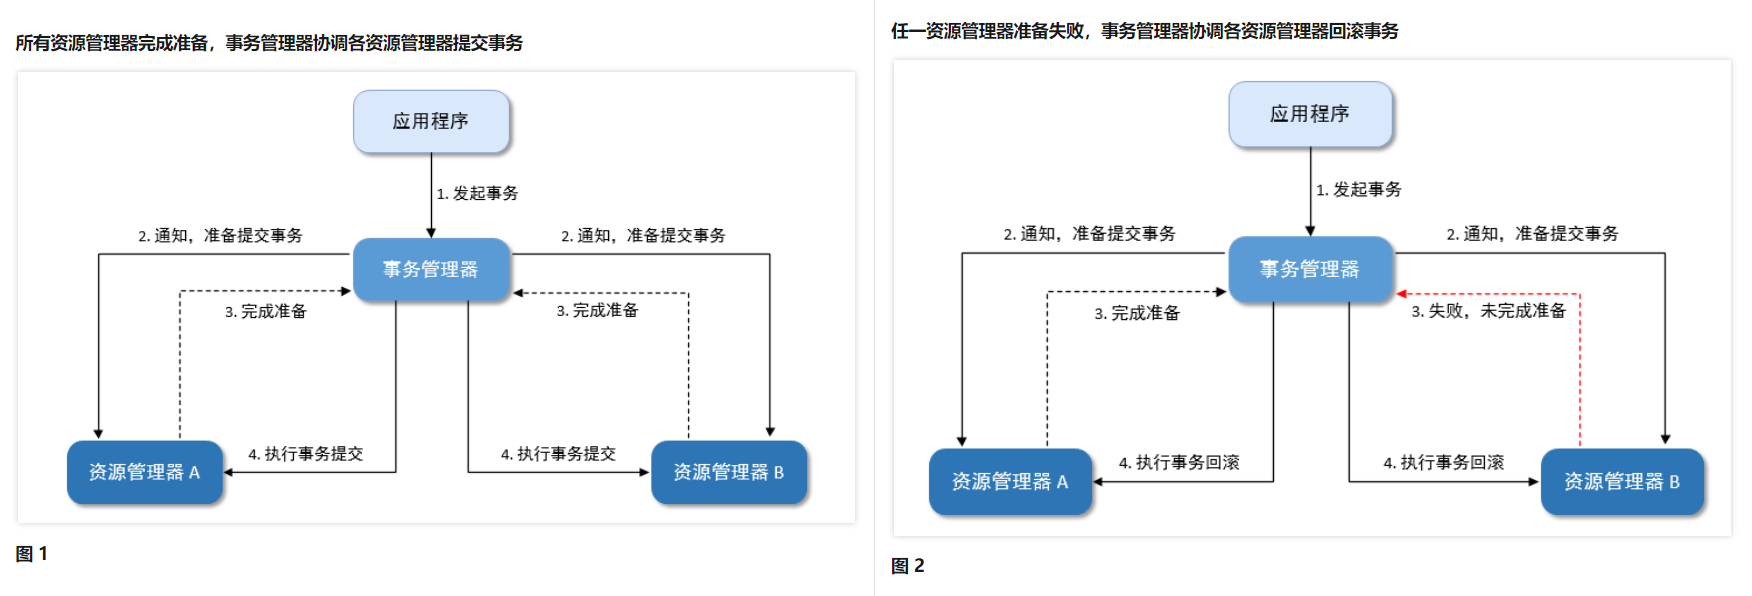 所有资源管理器完成准备，事务管理器协调各资源管理器提交事务
应用程序
1. 发起事务
2. 通知，准备提交事务
2. 通知，准备提交事务
事务管理器
3. 完成准备
3. 完成准备
4. 执行事务提交
4. 执行事务提交
资源管理器 A
资源管理器 B
图 1
任一资源管理器准备失败，事务管理器协调各资源管理器回滚事务
应用程序
1. 发起事务
2. 通知，准备提交事务
2. 通知，准备提交事务
事务管理器
3. 完成准备
3. 失败，未完成准备
4. 执行事务回滚
4. 执行事务回滚
资源管理器 A
资源管理器 B
图 2